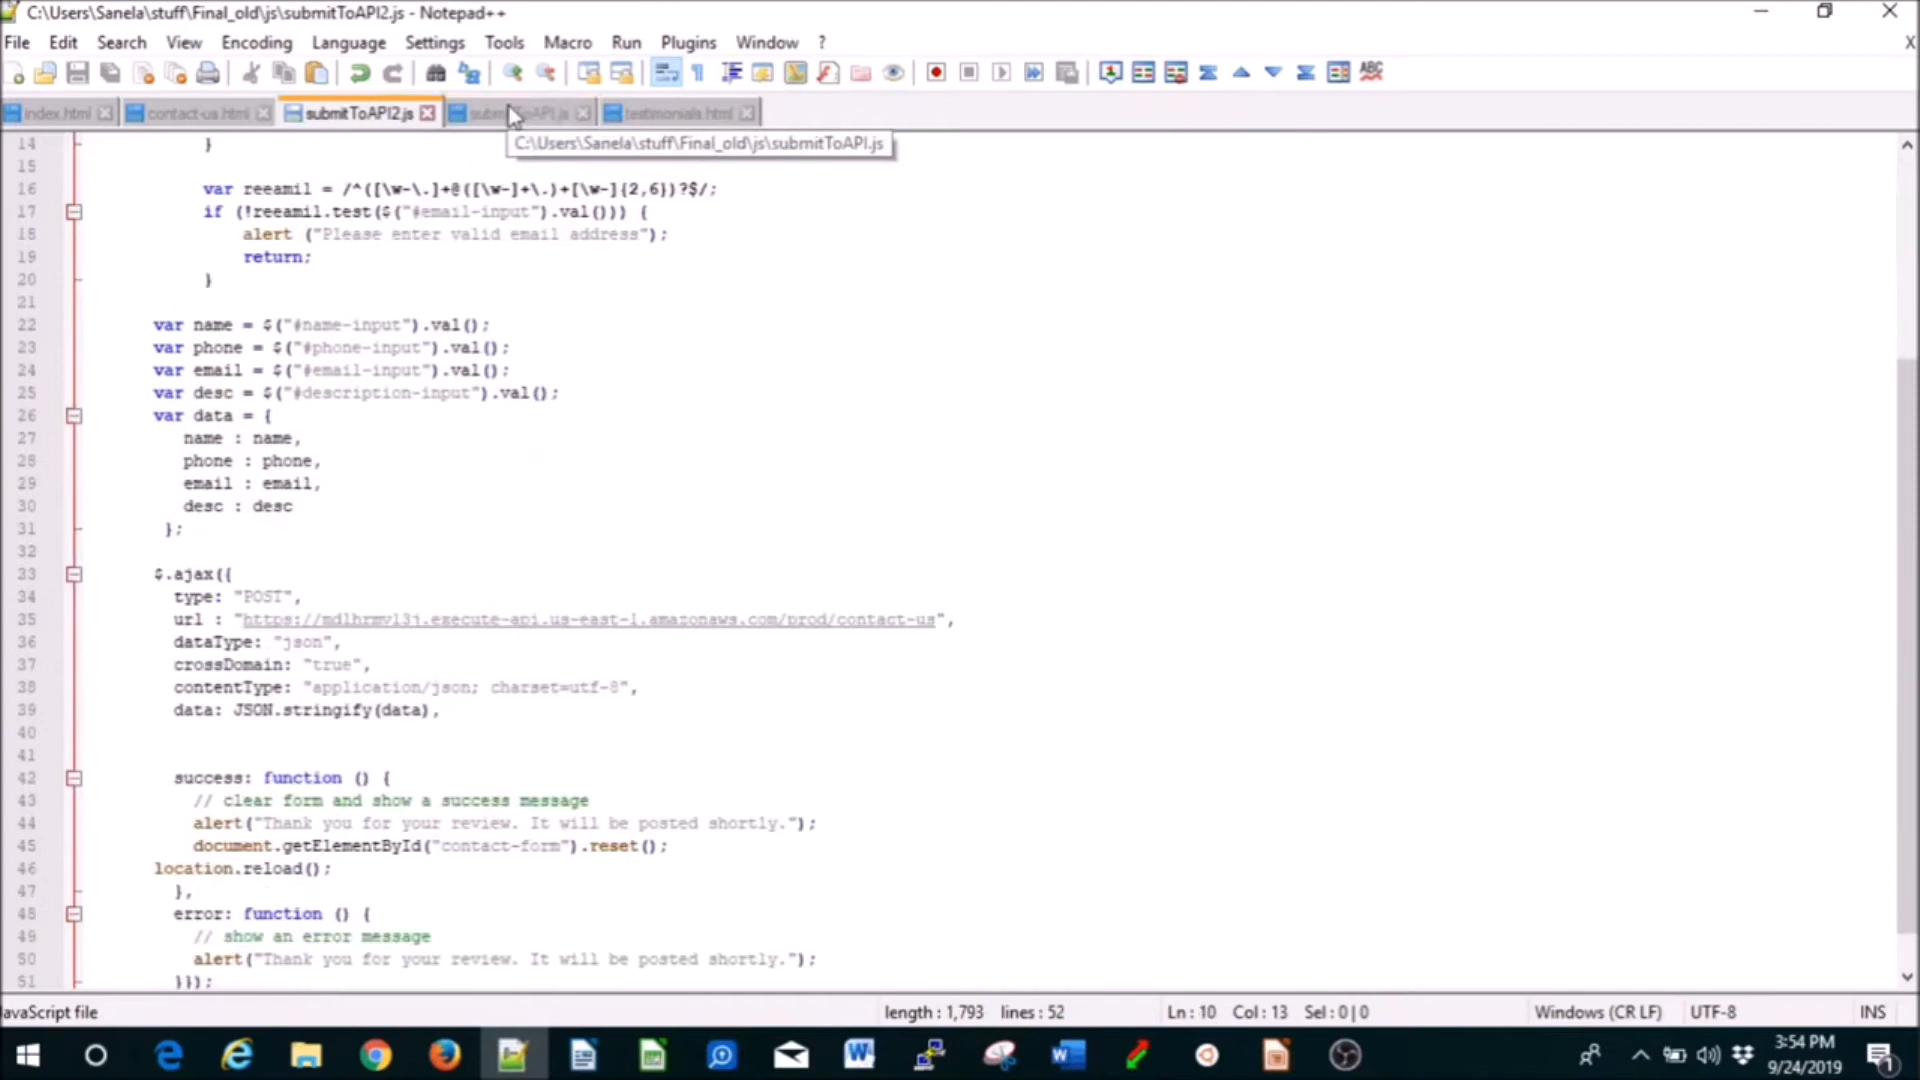 C:\Users\Sanela\stuff\Final_old\js\submitToAPI2.js - Notepad++
File Edit Search View Encoding Language Settings Tools Macro Run Plugins Window ? X
index.html contact-us.html submitToAPI2.js submitToAPI.js testimonials.html
C:\Users\Sanela\stuff\Final_old\js\submitToAPI.js
14 }
15
16 var reeamil = /^([\w-\.]+@([\w-]+\.)+[\w-]{2,6})?$/;
17 if (!reeamil.test($("#email-input").val())) {
18 alert ("Please enter valid email address");
19 return;
20 }
21
22 var name = $("#name-input").val();
23 var phone = $("#phone-input").val();
24 var email = $("#email-input").val();
25 var desc = $("#description-input").val();
26 var data = {
27 name : name,
28 phone : phone,
29 email : email,
30 desc : desc
31 };
32
33 $.ajax({
34 type: "POST",
35 url : "https://mdlhrmvl3j.execute-api.us-east-1.amazonaws.com/prod/contact-us",
36 dataType: "json",
37 crossDomain: "true",
38 contentType: "application/json; charset=utf-8",
39 data: JSON.stringify(data),
40
41
42 success: function () {
43 // clear form and show a success message
44 alert("Thank you for your review. It will be posted shortly.");
45 document.getElementById("contact-form").reset();
46 location.reload();
47 },
48 error: function () {
49 // show an error message
50 alert("Thank you for your review. It will be posted shortly.");
51 }});
JavaScript file length : 1,793 lines : 52 Ln : 10 Col : 13 Sel : 0 | 0 Windows (CR LF) UTF-8 INS
3:54 PM
9/24/2019